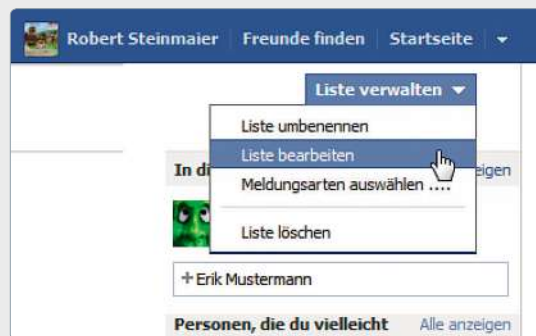 Robert Steinmaier Freunde finden Startseite
Liste verwalten
Liste umbenennen
Liste bearbeiten
In di eigen
Meldungsarten auswählen ....
Liste löschen
+ Erik Mustermann
Personen, die du vielleicht Alle anzeigen